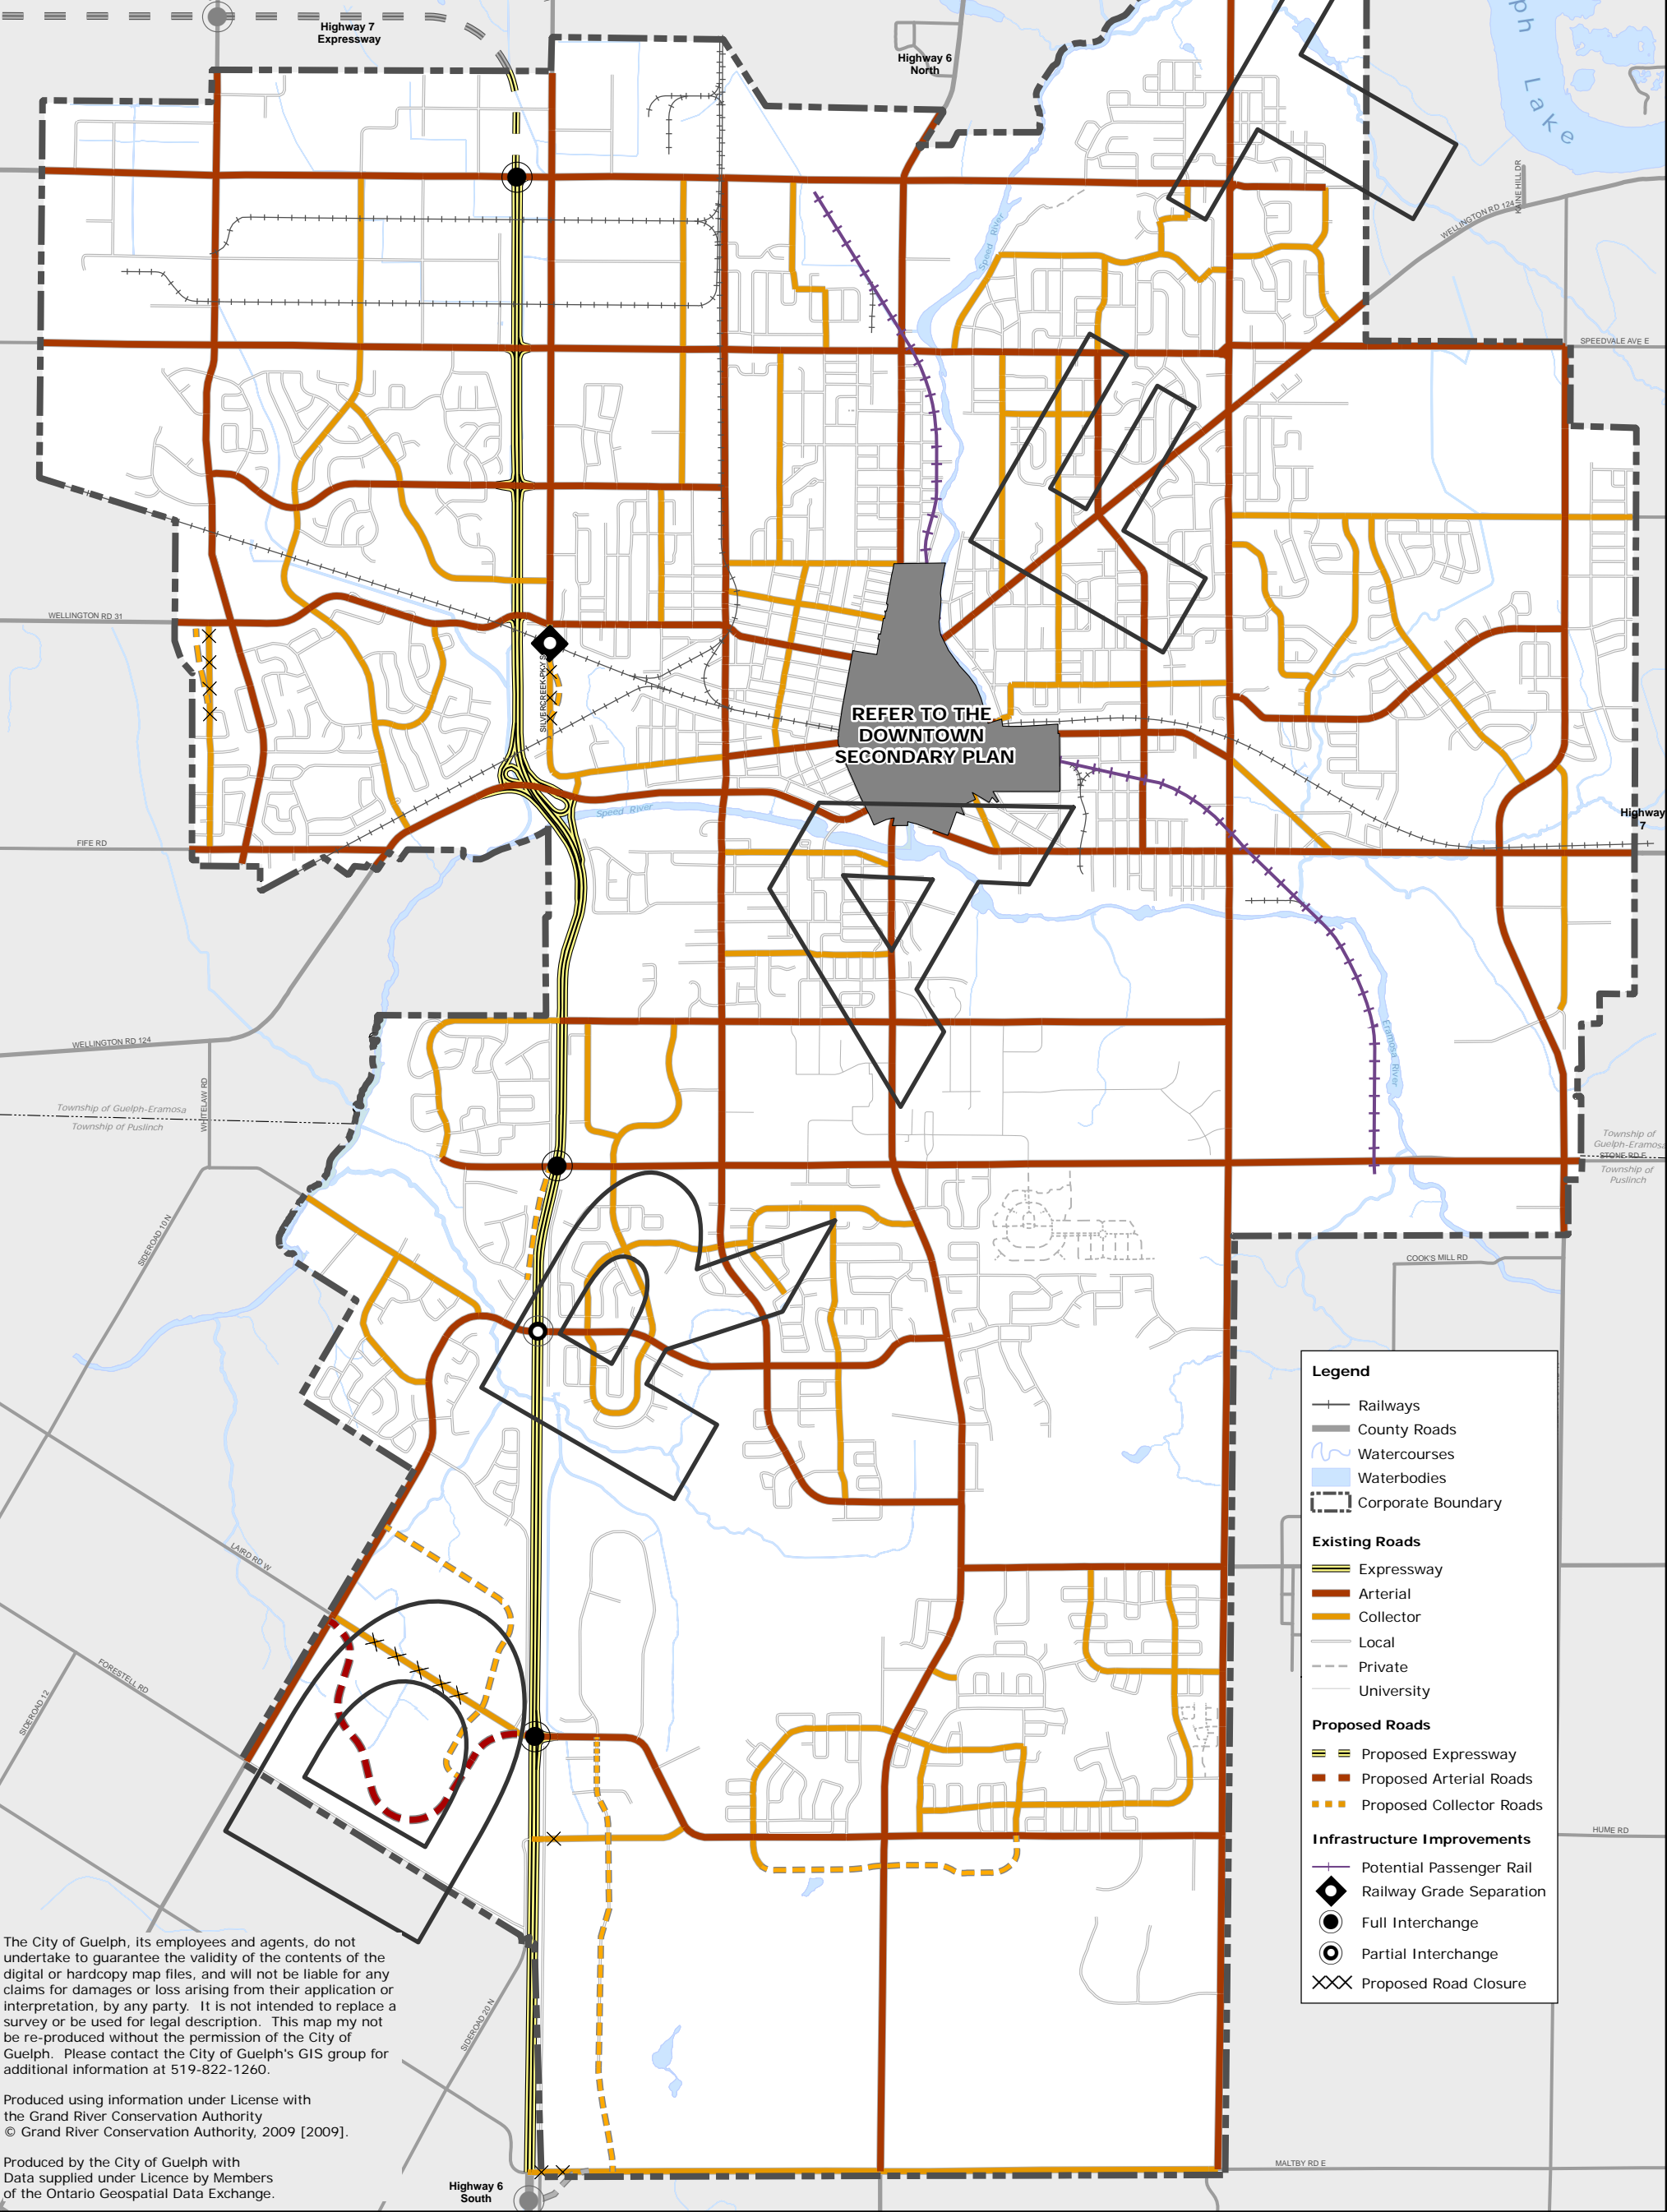 Highway 7
Expressway
Highway 6
North
ph Lake
KAINE HILL DR
WELLINGTON RD 124
SPEEDVALE AVE E
Speed River
WELLINGTON RD 31
SILVERCREEK PKY S
REFER TO THE
DOWNTOWN
SECONDARY PLAN
Speed River
Highway
7
FIFE RD
WELLINGTON RD 124
WHITELAW RD
Township of Guelph-Eramosa
Township of Puslinch
Eramosa River
Township of
Guelph-Eramosa
STONE RD E
Township of
Puslinch
SIDEROAD 10 N
COOK'S MILL RD
LAIRD RD W
FORESTELL RD
SIDEROAD 12
HUME RD
SIDEROAD 20 N
MALTBY RD E
Highway 6
South
DRAFT
Legend
Railways
County Roads
Watercourses
Waterbodies
Corporate Boundary
Existing Roads
Expressway
Arterial
Collector
Local
Private
University
Proposed Roads
Proposed Expressway
Proposed Arterial Roads
Proposed Collector Roads
Infrastructure Improvements
Potential Passenger Rail
Railway Grade Separation
Full Interchange
Partial Interchange
Proposed Road Closure
The City of Guelph, its employees and agents, do not
undertake to guarantee the validity of the contents of the
digital or hardcopy map files, and will not be liable for any
claims for damages or loss arising from their application or
interpretation, by any party.  It is not intended to replace a
survey or be used for legal description.  This map my not
be re-produced without the permission of the City of
Guelph.  Please contact the City of Guelph's GIS group for
additional information at 519-822-1260.
Produced using information under License with
the Grand River Conservation Authority
© Grand River Conservation Authority, 2009 [2009].
Produced by the City of Guelph with
Data supplied under Licence by Members
of the Ontario Geospatial Data Exchange.